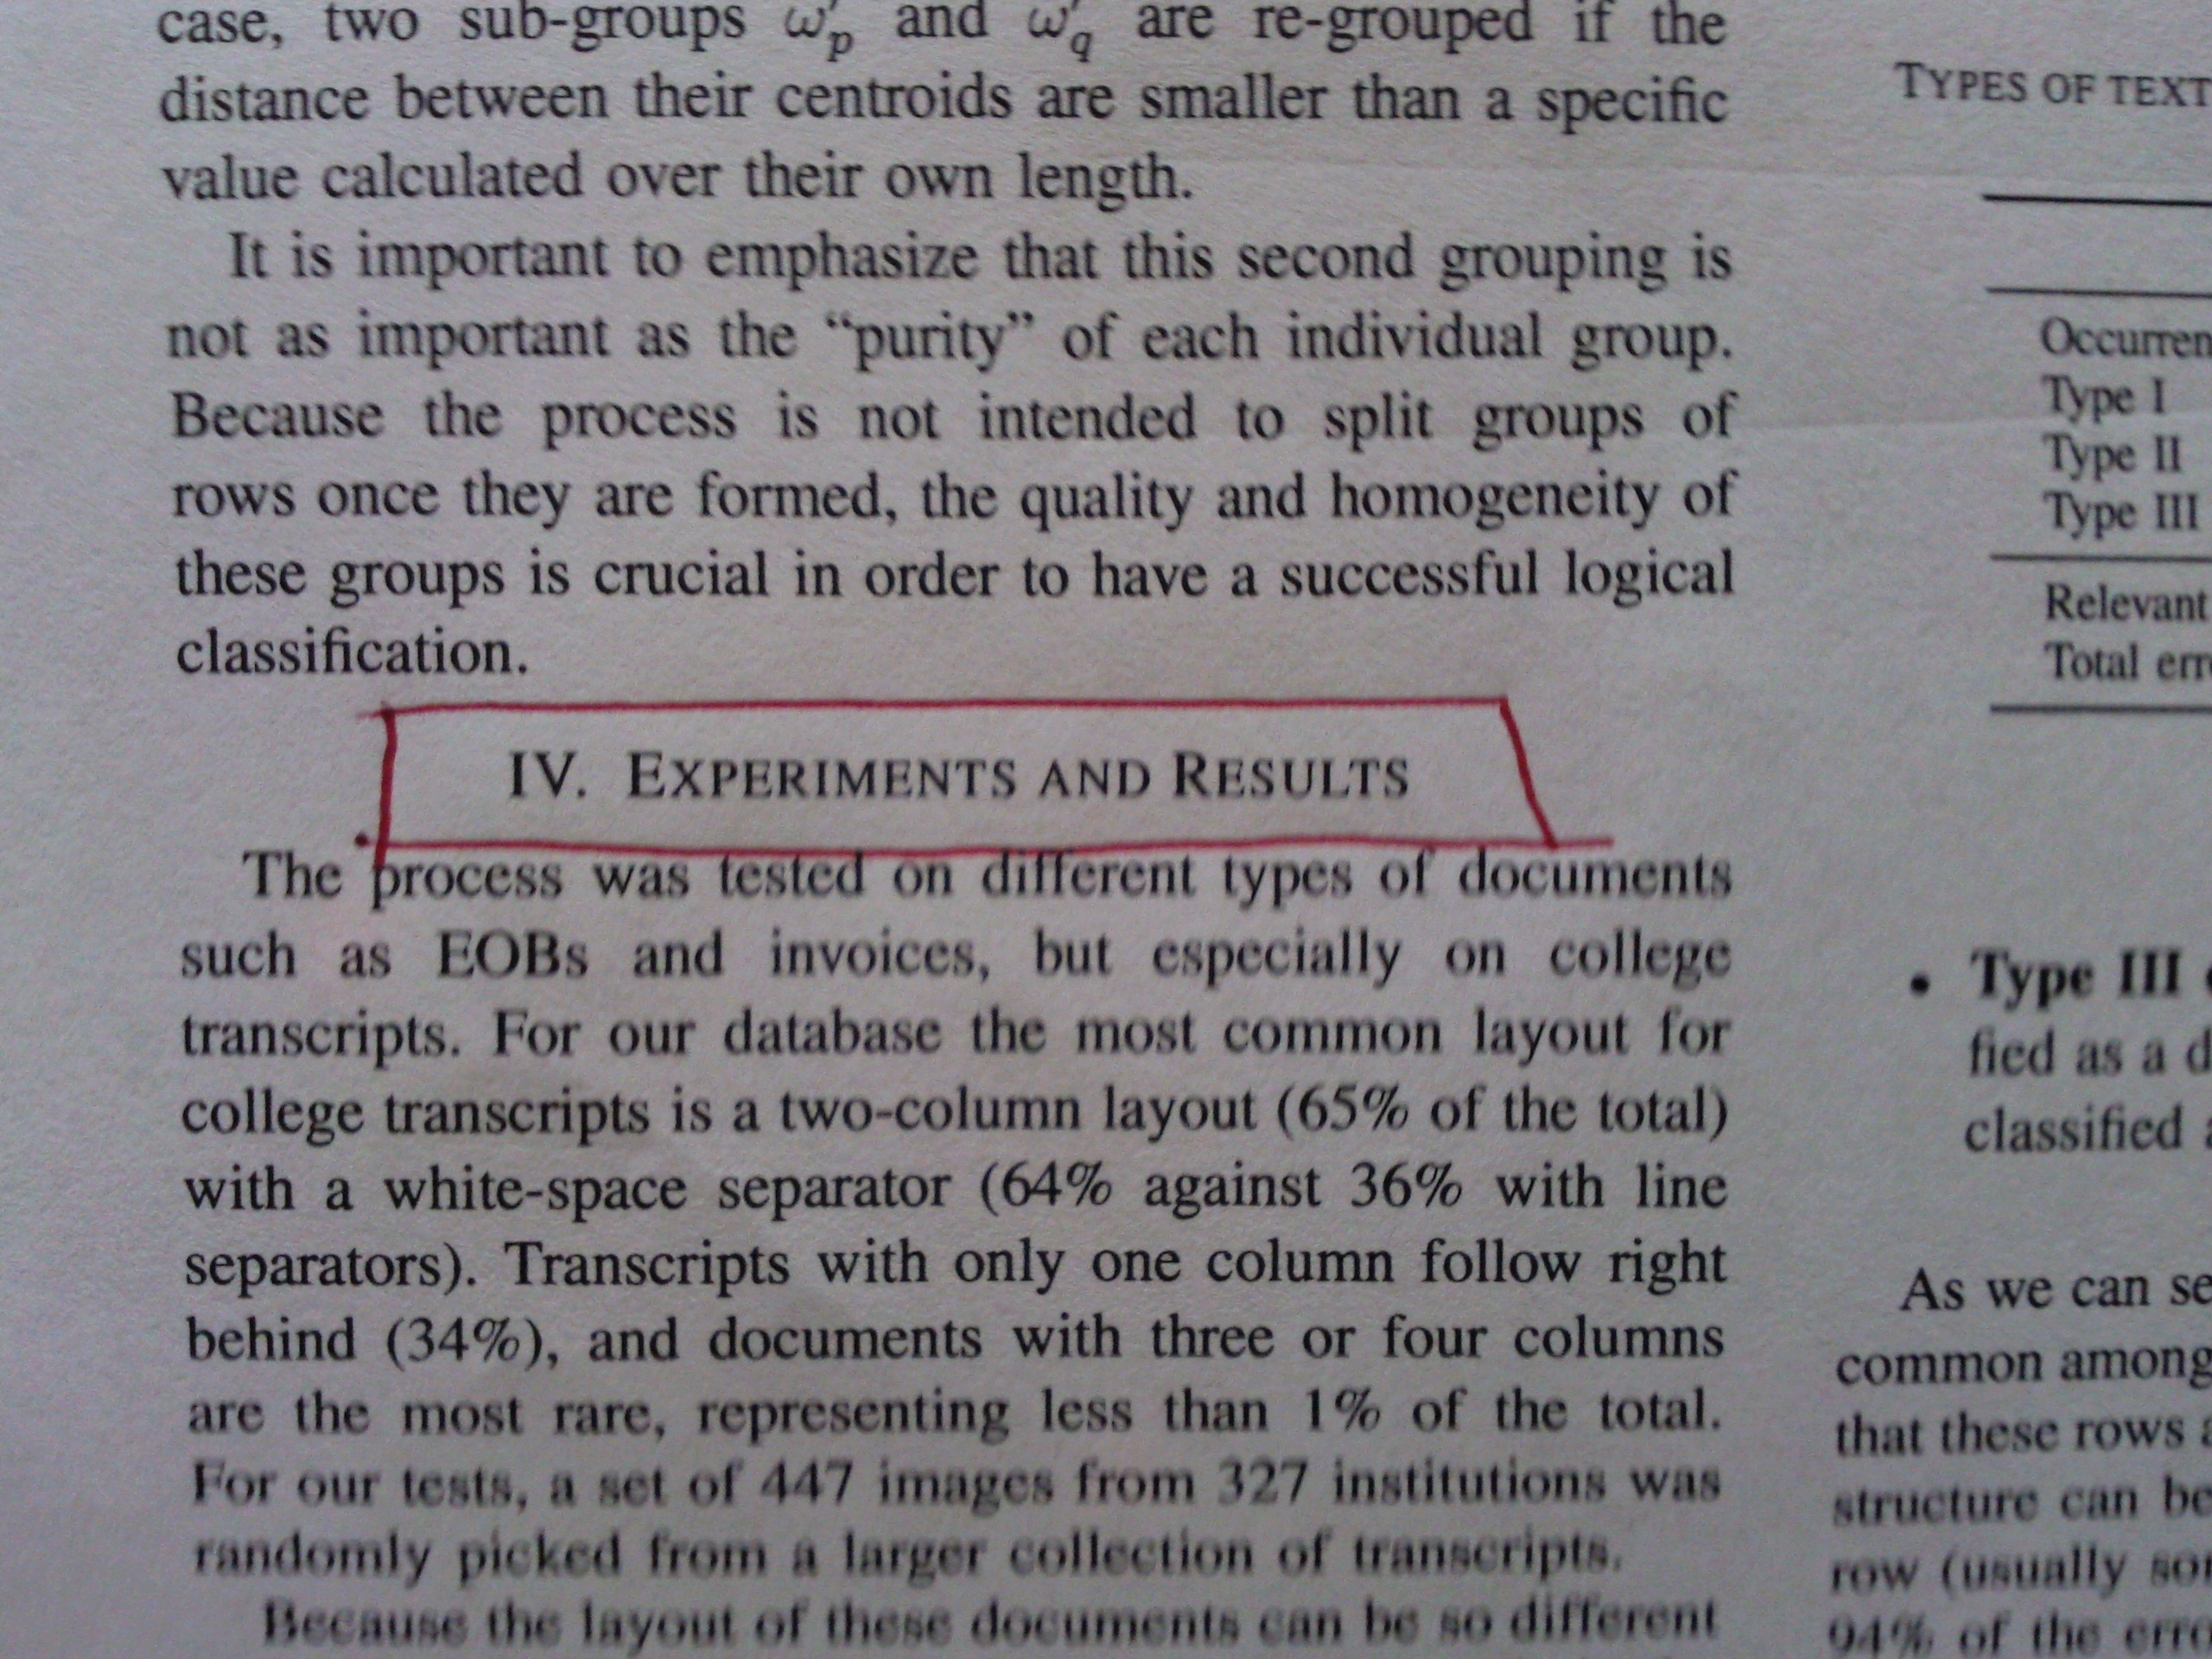 case, two sub-groups ω′p and ω′q are re-grouped if the
distance between their centroids are smaller than a specific
value calculated over their own length.
It is important to emphasize that this second grouping is
not as important as the “purity” of each individual group.
Because the process is not intended to split groups of
rows once they are formed, the quality and homogeneity of
these groups is crucial in order to have a successful logical
classification.
IV. EXPERIMENTS AND RESULTS
The process was tested on different types of documents
such as EOBs and invoices, but especially on college
transcripts. For our database the most common layout for
college transcripts is a two-column layout (65% of the total)
with a white-space separator (64% against 36% with line
separators). Transcripts with only one column follow right
behind (34%), and documents with three or four columns
are the most rare, representing less than 1% of the total.
For our tests, a set of 447 images from 327 institutions was
randomly picked from a larger collection of transcripts.
Because the layout of these documents can be so different
TYPES OF TEXT
Occurren
Type I
Type II
Type III
Relevant
Total err
• Type III
fied as a d
classified
As we can se
common among
that these rows
structure can be
row (usually so
94% of the erro